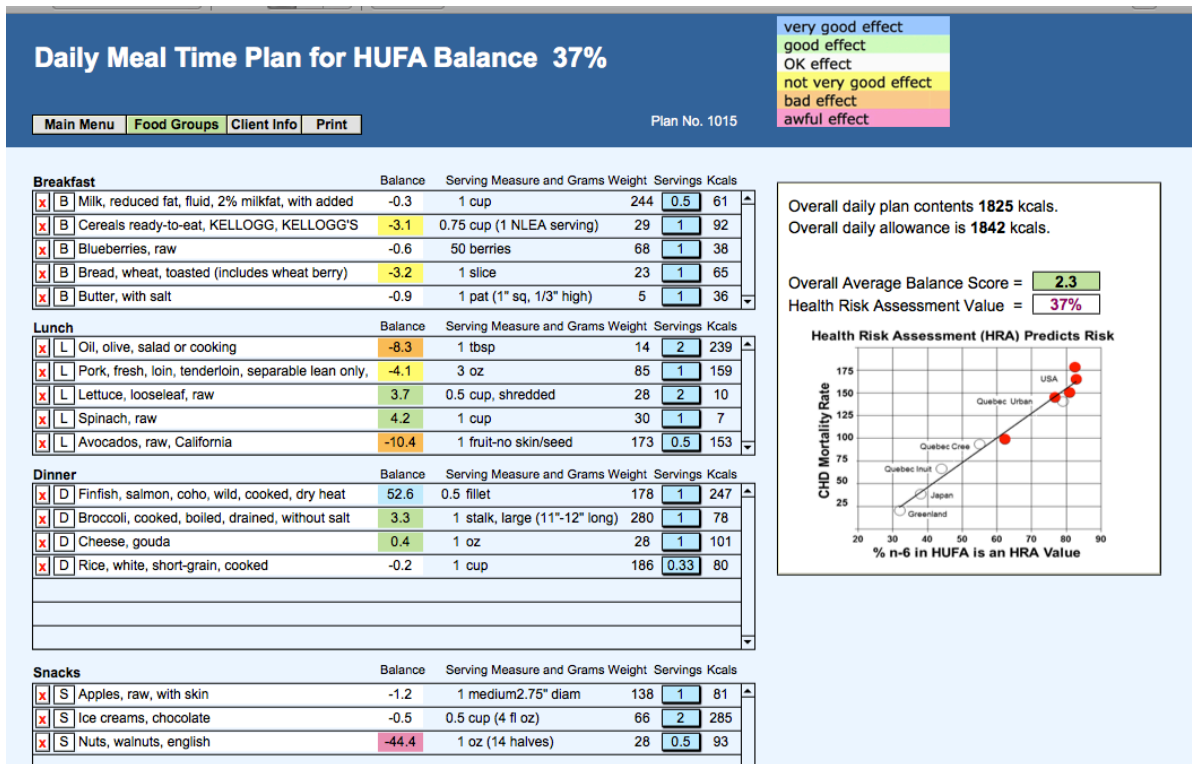 Daily Meal Time Plan for HUFA Balance 37%
very good effect
good effect
OK effect
not very good effect
bad effect
awful effect
Main Menu Food Groups Client Info Print
Plan No. 1015
Breakfast Balance Serving Measure and Grams Weight Servings Kcals
x B Milk, reduced fat, fluid, 2% milkfat, with added -0.3 1 cup 244 0.5 61
x B Cereals ready-to-eat, KELLOGG, KELLOGG'S -3.1 0.75 cup (1 NLEA serving) 29 1 92
x B Blueberries, raw -0.6 50 berries 68 1 38
x B Bread, wheat, toasted (includes wheat berry) -3.2 1 slice 23 1 65
x B Butter, with salt -0.9 1 pat (1" sq, 1/3" high) 5 1 36
Lunch Balance Serving Measure and Grams Weight Servings Kcals
x L Oil, olive, salad or cooking -8.3 1 tbsp 14 2 239
x L Pork, fresh, loin, tenderloin, separable lean only, -4.1 3 oz 85 1 159
x L Lettuce, looseleaf, raw 3.7 0.5 cup, shredded 28 2 10
x L Spinach, raw 4.2 1 cup 30 1 7
x L Avocados, raw, California -10.4 1 fruit-no skin/seed 173 0.5 153
Dinner Balance Serving Measure and Grams Weight Servings Kcals
x D Finfish, salmon, coho, wild, cooked, dry heat 52.6 0.5 fillet 178 1 247
x D Broccoli, cooked, boiled, drained, without salt 3.3 1 stalk, large (11"-12" long) 280 1 78
x D Cheese, gouda 0.4 1 oz 28 1 101
x D Rice, white, short-grain, cooked -0.2 1 cup 186 0.33 80
Snacks Balance Serving Measure and Grams Weight Servings Kcals
x S Apples, raw, with skin -1.2 1 medium2.75" diam 138 1 81
x S Ice creams, chocolate -0.5 0.5 cup (4 fl oz) 66 2 285
x S Nuts, walnuts, english -44.4 1 oz (14 halves) 28 0.5 93
Overall daily plan contents 1825 kcals.
Overall daily allowance is 1842 kcals.
Overall Average Balance Score = 2.3
Health Risk Assessment Value = 37%
Health Risk Assessment (HRA) Predicts Risk
CHD Mortality Rate
175
150
125
100
75
50
25
USA
Quebec Urban
Quebec Cree
Quebec Inuit
Japan
Greenland
20 30 40 50 60 70 80 90
% n-6 in HUFA is an HRA Value